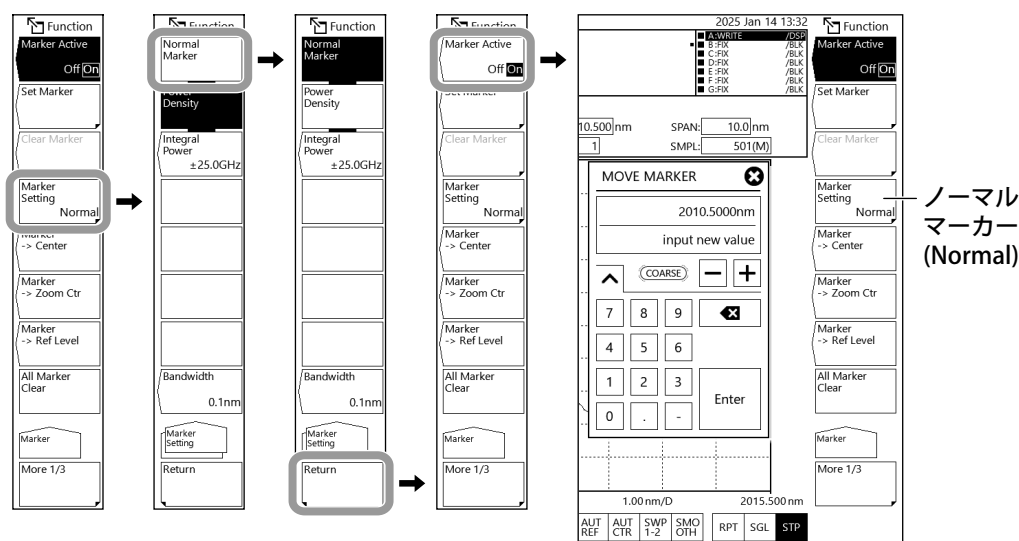 Function
Marker Active
Off On
Set Marker
Clear Marker
Marker
Setting
Normal
Marker
-> Center
Marker
-> Zoom Ctr
Marker
-> Ref Level
All Marker
Clear
Marker
More 1/3
Function
Normal
Marker
Power
Density
Integral
Power
±25.0GHz
Bandwidth
0.1nm
Marker
Setting
Return
Function
Normal
Marker
Power
Density
Integral
Power
±25.0GHz
Bandwidth
0.1nm
Marker
Setting
Return
Function
Marker Active
Off On
Set Marker
Clear Marker
Marker
Setting
Normal
Marker
-> Center
Marker
-> Zoom Ctr
Marker
-> Ref Level
All Marker
Clear
Marker
More 1/3
2025 Jan 14 13:32
A:WRITE /DSP
B:FIX /BLK
C:FIX /BLK
D:FIX /BLK
E:FIX /BLK
F:FIX /BLK
G:FIX /BLK
10.500 nm SPAN: 10.0 nm
1 SMPL: 501(M)
MOVE MARKER
2010.5000nm
input new value
COARSE
7 8 9
4 5 6
1 2 3
Enter
0 . -
1.00 nm/D 2015.500 nm
AUT REF
AUT CTR
SWP 1-2
SMO OTH
RPT SGL STP
Function
Marker Active
Off On
Set Marker
Clear Marker
Marker
Setting
Normal
Marker
-> Center
Marker
-> Zoom Ctr
Marker
-> Ref Level
All Marker
Clear
Marker
More 1/3
ノーマル
マーカー
(Normal)